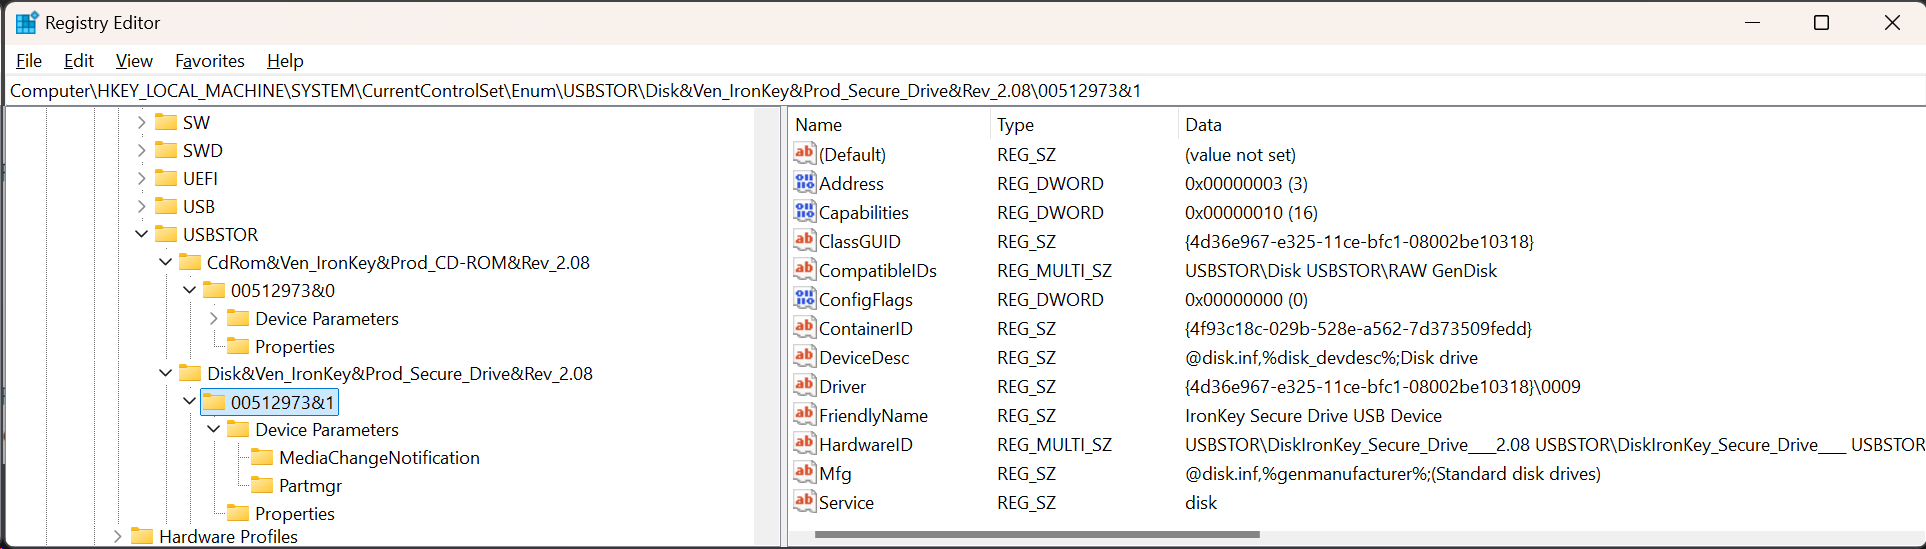 Registry Editor
File Edit View Favorites Help
Computer\HKEY_LOCAL_MACHINE\SYSTEM\CurrentControlSet\Enum\USBSTOR\Disk&Ven_IronKey&Prod_Secure_Drive&Rev_2.08\00512973&1
SW
SWD
UEFI
USB
USBSTOR
CdRom&Ven_IronKey&Prod_CD-ROM&Rev_2.08
00512973&0
Device Parameters
Properties
Disk&Ven_IronKey&Prod_Secure_Drive&Rev_2.08
00512973&1
Device Parameters
MediaChangeNotification
Partmgr
Properties
Hardware Profiles
Name Type Data
(Default) REG_SZ (value not set)
Address REG_DWORD 0x00000003 (3)
Capabilities REG_DWORD 0x00000010 (16)
ClassGUID REG_SZ {4d36e967-e325-11ce-bfc1-08002be10318}
CompatibleIDs REG_MULTI_SZ USBSTOR\Disk USBSTOR\RAW GenDisk
ConfigFlags REG_DWORD 0x00000000 (0)
ContainerID REG_SZ {4f93c18c-029b-528e-a562-7d373509fedd}
DeviceDesc REG_SZ @disk.inf,%disk_devdesc%;Disk drive
Driver REG_SZ {4d36e967-e325-11ce-bfc1-08002be10318}\0009
FriendlyName REG_SZ IronKey Secure Drive USB Device
HardwareID REG_MULTI_SZ USBSTOR\DiskIronKey_Secure_Drive____2.08 USBSTOR\DiskIronKey_Secure_Drive____ USBSTOR
Mfg REG_SZ @disk.inf,%genmanufacturer%;(Standard disk drives)
Service REG_SZ disk